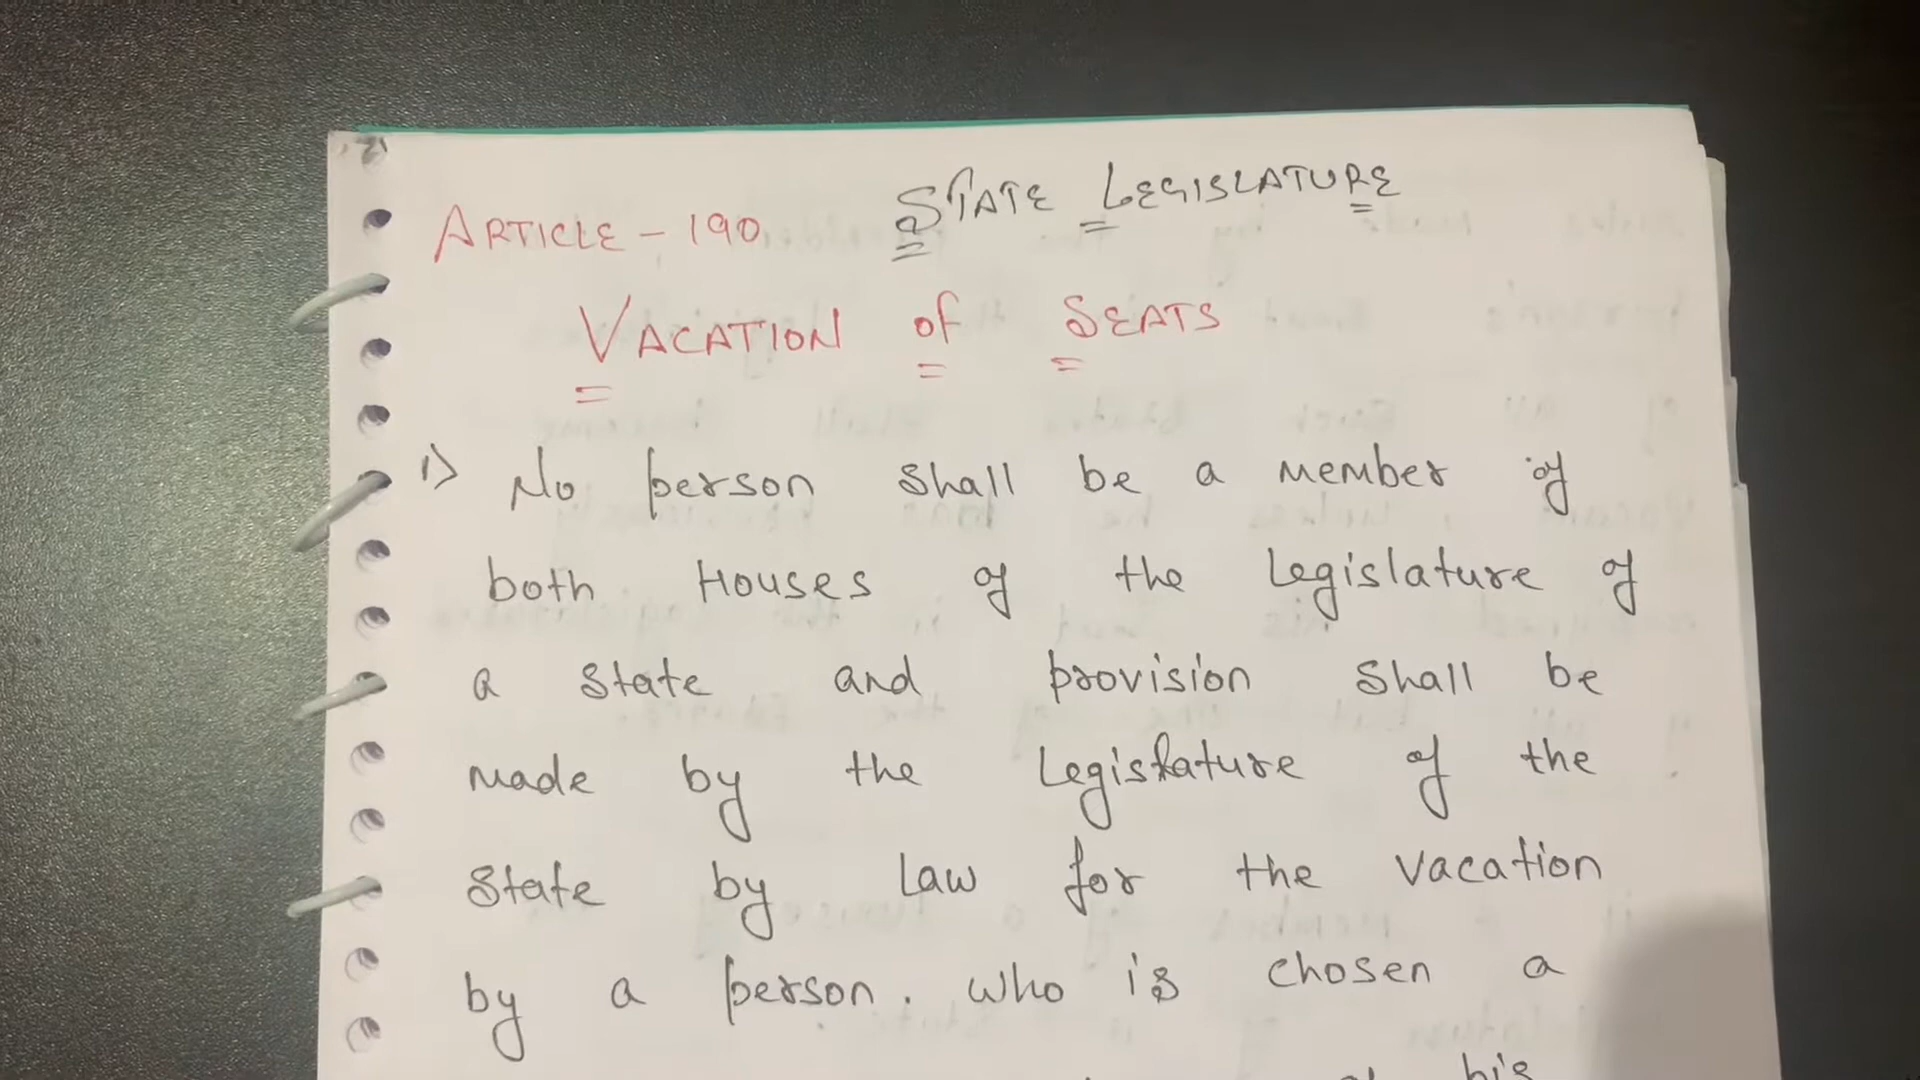 ARTICLE - 190
STATE LEGISLATURE
VACATION of SEATS
1) No person shall be a member of
both Houses of the Legislature of
a State and provision shall be
made by the Legislature of the
State by Law for the vacation
by a person. who is chosen a
his